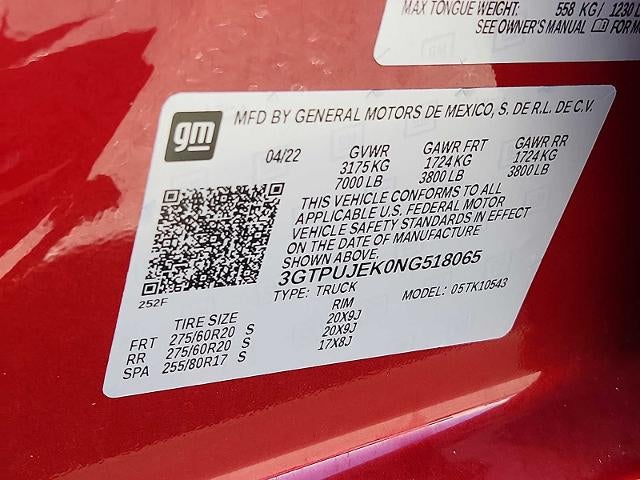 MAX TONGUE WEIGHT: 558 KG / 1230 L
SEE OWNER'S MANUAL FOR MO
gm
MFD BY GENERAL MOTORS DE MEXICO, S. DE R.L. DE C.V.
04/22 GVWR GAWR FRT GAWR RR
3175 KG 1724 KG 1724 KG
7000 LB 3800 LB 3800 LB
THIS VEHICLE CONFORMS TO ALL
APPLICABLE U.S. FEDERAL MOTOR
VEHICLE SAFETY STANDARDS IN EFFECT
ON THE DATE OF MANUFACTURE
SHOWN ABOVE.
3GTPUJEK0NG518065
TYPE: TRUCK MODEL: 05TK10543
252F
TIRE SIZE RIM
FRT 275/60R20 S 20X9J
RR 275/60R20 S 20X9J
SPA 255/80R17 S 17X8J